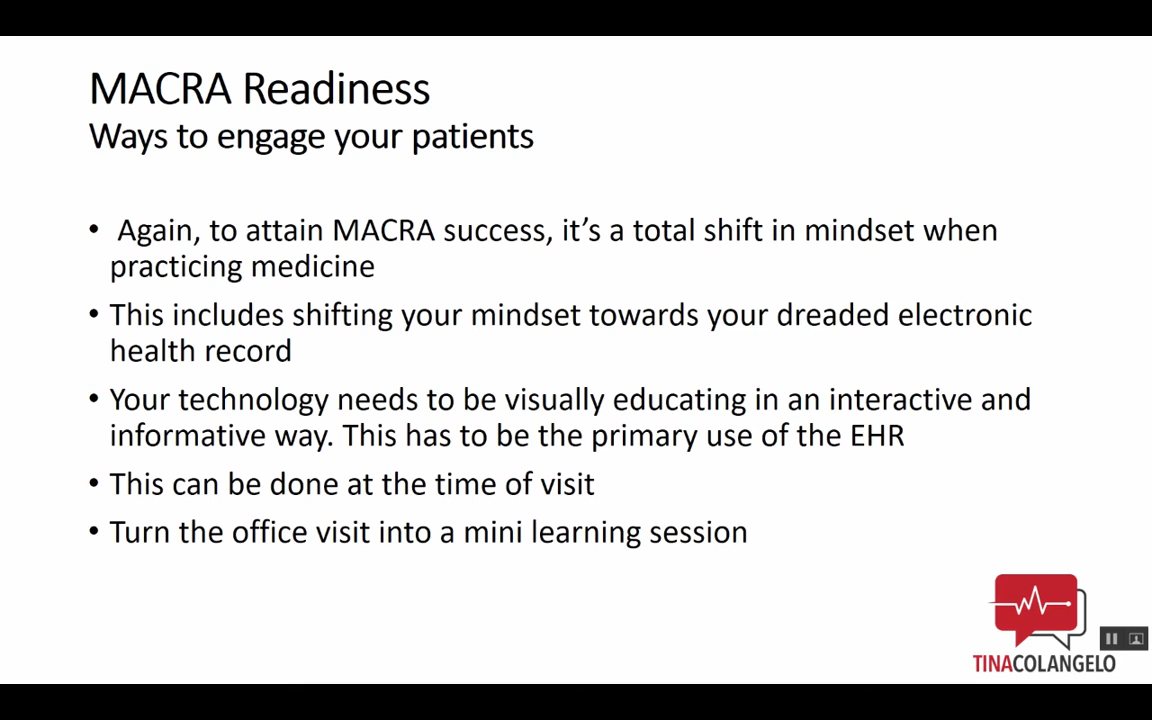 MACRA Readiness
Ways to engage your patients
• Again, to attain MACRA success, it’s a total shift in mindset when
practicing medicine
• This includes shifting your mindset towards your dreaded electronic
health record
• Your technology needs to be visually educating in an interactive and
informative way. This has to be the primary use of the EHR
• This can be done at the time of visit
• Turn the office visit into a mini learning session
TINACOLANGELO